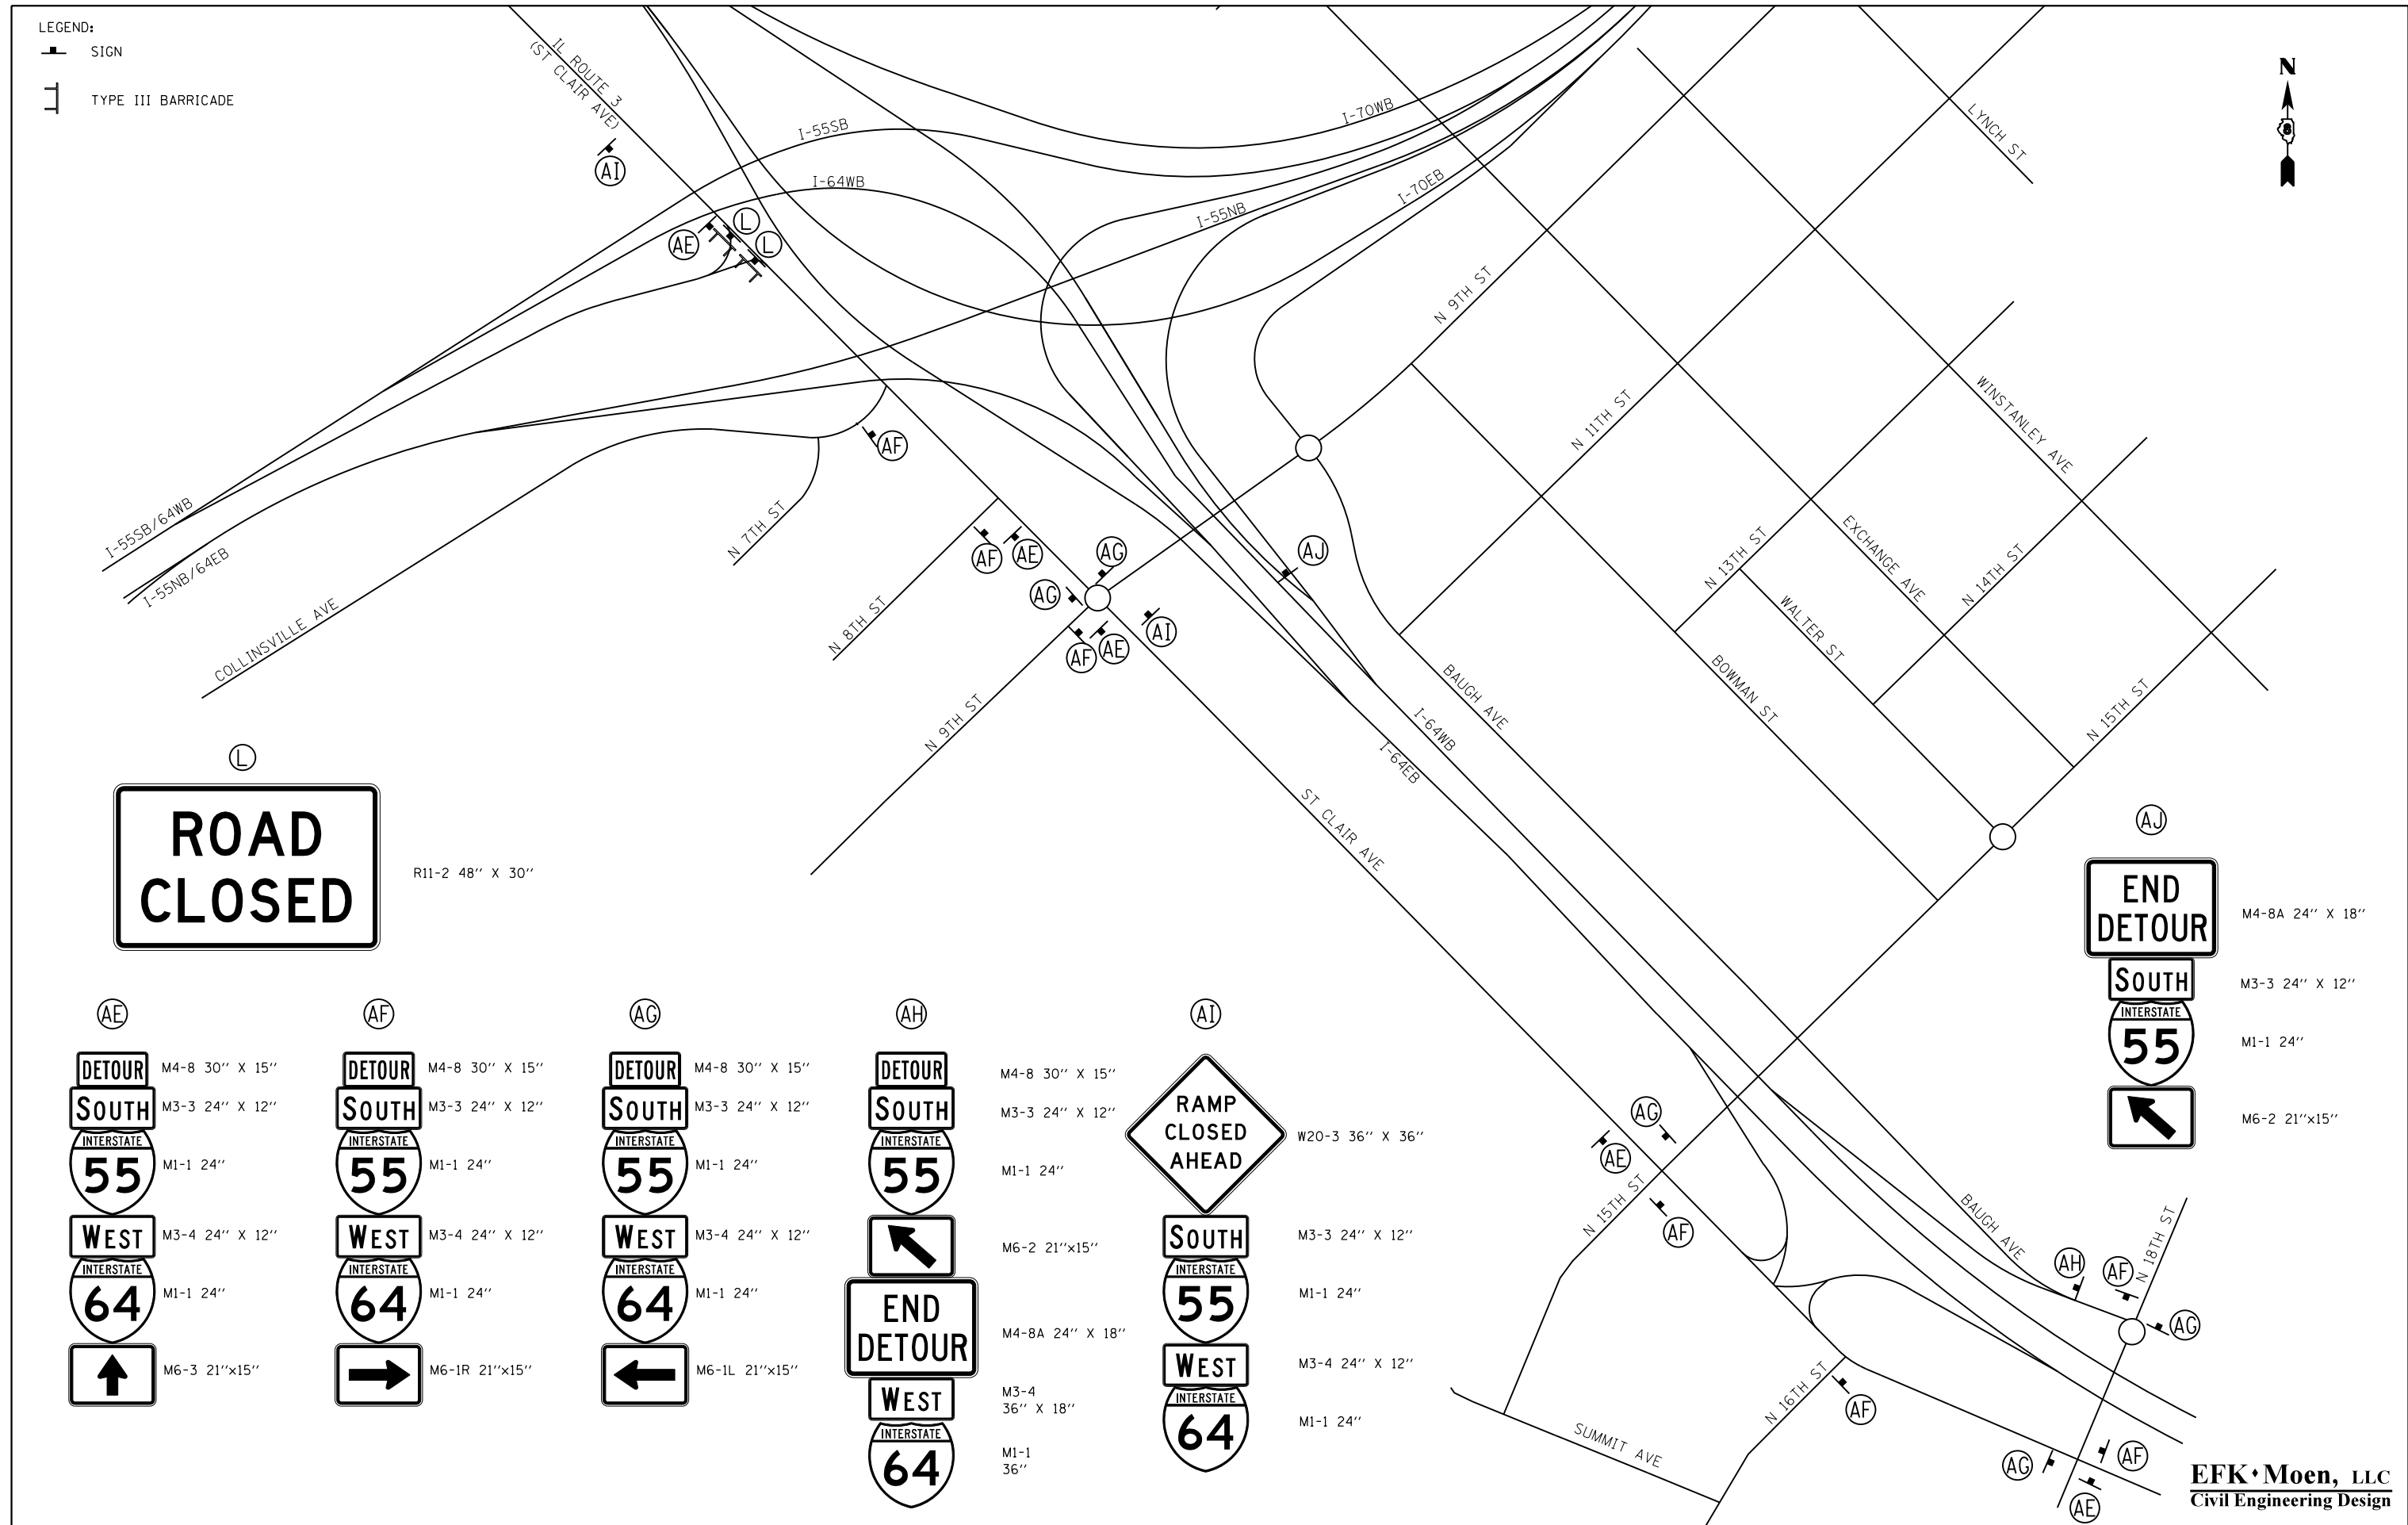 LEGEND:
SIGN
TYPE III BARRICADE
IL ROUTE 3
(ST CLAIR AVE)
AI
I-55SB
I-64WB
I-70WB
I-55NB
I-70EB
LYNCH ST
N
8
L
L
AE
AF
N 9TH ST
N 11TH ST
WINSTANLEY AVE
I-55SB/64WB
I-55NB/64EB
COLLINSVILLE AVE
N 7TH ST
N 8TH ST
AF
AE
AG
AG
AF
AE
AI
AJ
N 9TH ST
N 13TH ST
EXCHANGE AVE
N 14TH ST
WALTER ST
BOWMAN ST
N 15TH ST
BAUGH AVE
I-64WB
I-64EB
ST CLAIR AVE
L
ROAD
CLOSED
R11-2 48" X 30"
AJ
END
DETOUR
M4-8A 24" X 18"
SOUTH
M3-3 24" X 12"
INTERSTATE
55
M1-1 24"
M6-2 21"x15"
AE
DETOUR
M4-8 30" X 15"
SOUTH
M3-3 24" X 12"
INTERSTATE
55
M1-1 24"
WEST
M3-4 24" X 12"
INTERSTATE
64
M1-1 24"
M6-3 21"x15"
AF
DETOUR
M4-8 30" X 15"
SOUTH
M3-3 24" X 12"
INTERSTATE
55
M1-1 24"
WEST
M3-4 24" X 12"
INTERSTATE
64
M1-1 24"
M6-1R 21"x15"
AG
DETOUR
M4-8 30" X 15"
SOUTH
M3-3 24" X 12"
INTERSTATE
55
M1-1 24"
WEST
M3-4 24" X 12"
INTERSTATE
64
M1-1 24"
M6-1L 21"x15"
AH
DETOUR
M4-8 30" X 15"
SOUTH
M3-3 24" X 12"
INTERSTATE
55
M1-1 24"
M6-2 21"x15"
END
DETOUR
M4-8A 24" X 18"
WEST
M3-4
36" X 18"
INTERSTATE
64
M1-1
36"
AI
RAMP
CLOSED
AHEAD
W20-3 36" X 36"
SOUTH
M3-3 24" X 12"
INTERSTATE
55
M1-1 24"
WEST
M3-4 24" X 12"
INTERSTATE
64
M1-1 24"
AG
AE
AF
N 15TH ST
BAUGH AVE
N 18TH ST
AH
AF
AG
N 16TH ST
AF
SUMMIT AVE
AG
AF
AE
EFK Moen, LLC
Civil Engineering Design